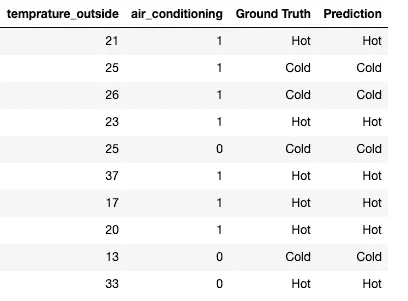 temprature_outside air_conditioning Ground Truth Prediction
21 1 Hot Hot
25 1 Cold Cold
26 1 Cold Cold
23 1 Hot Hot
25 0 Cold Cold
37 1 Hot Hot
17 1 Hot Hot
20 1 Hot Hot
13 0 Cold Cold
33 0 Hot Hot